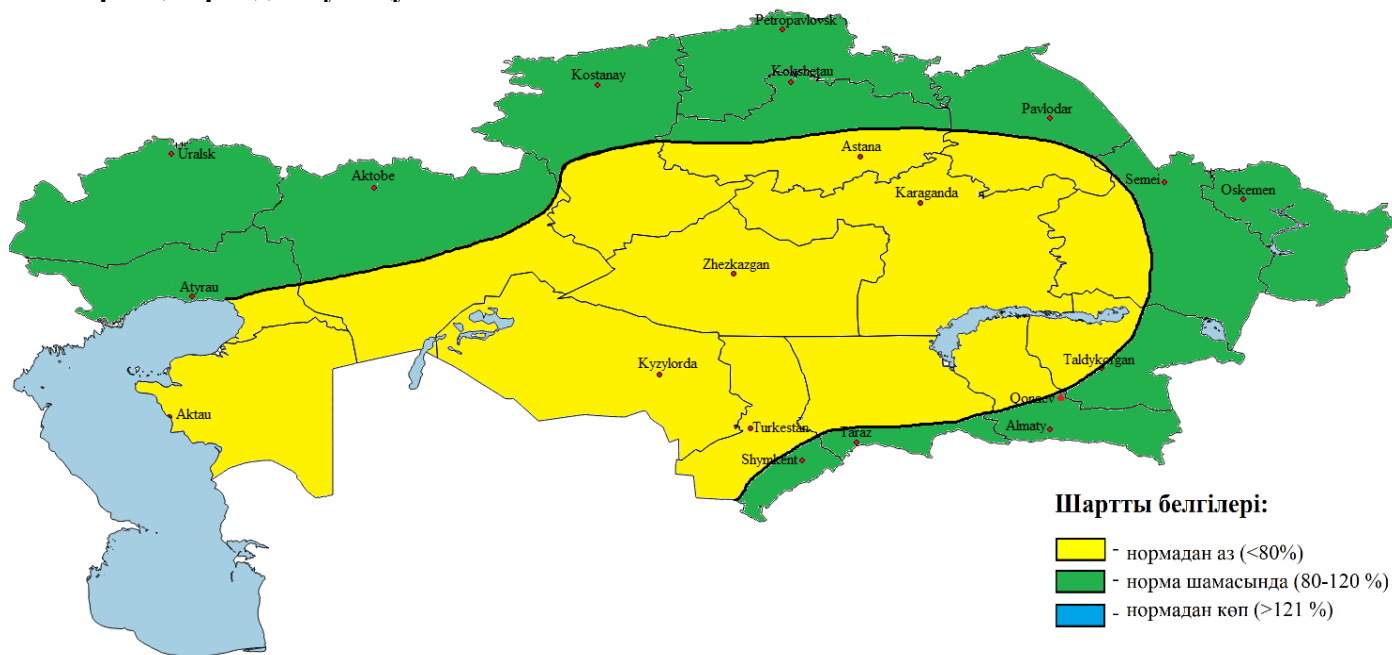 Petropavlovsk
Kostanay
Kokshetau
Pavlodar
Uralsk
Astana
Aktobe
Semei
Oskemen
Karaganda
Zhezkazgan
Atyrau
Taldykorgan
Kyzylorda
Qonaev
Aktau
Turkestan
Almaty
Taraz
Shymkent
Шартты белгілері:
- нормадан аз (<80%)
- норма шамасында (80-120 %)
- нормадан көп (>121 %)